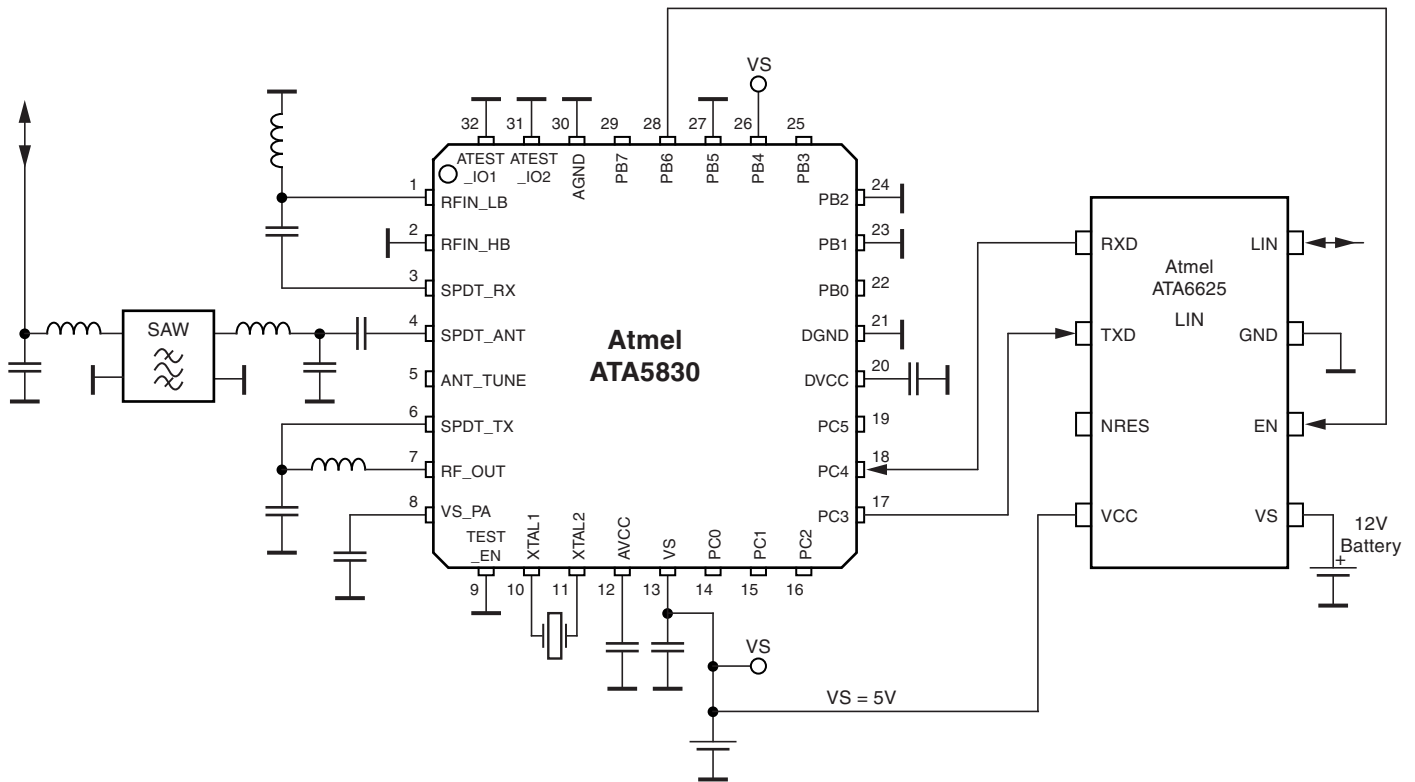 VS
32
31
30
29
28
27
26
25
ATEST
_IO1
ATEST
_IO2
AGND
PB7
PB6
PB5
PB4
PB3
1
RFIN_LB
2
RFIN_HB
3
SPDT_RX
4
SPDT_ANT
5
ANT_TUNE
6
SPDT_TX
7
RF_OUT
8
VS_PA
SAW
Atmel
ATA5830
24
PB2
23
PB1
22
PB0
21
DGND
20
DVCC
19
PC5
18
PC4
17
PC3
TEST
_EN
XTAL1
XTAL2
AVCC
VS
PC0
PC1
PC2
9
10
11
12
13
14
15
16
RXD
TXD
NRES
VCC
Atmel
ATA6625
LIN
LIN
GND
EN
VS
12V
Battery
+
VS
VS = 5V